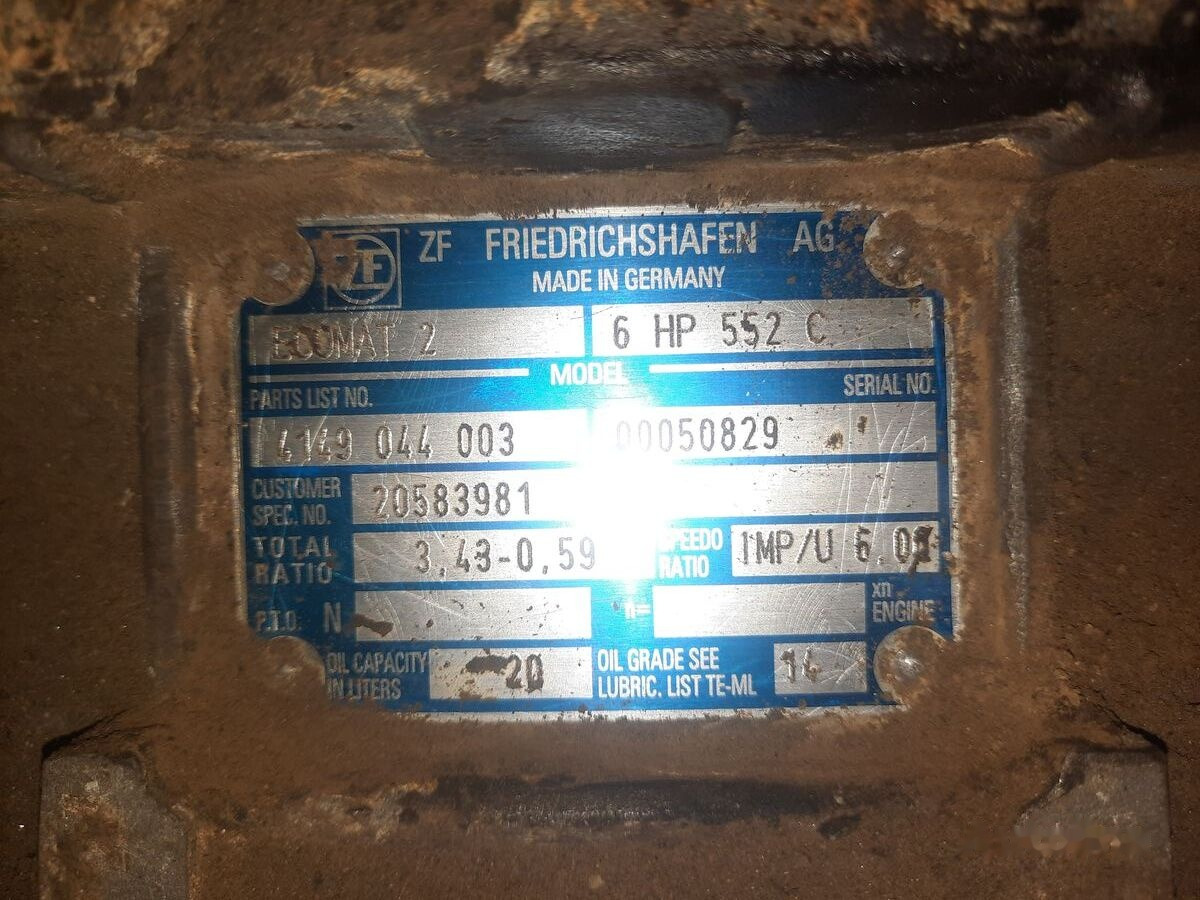 ZF
ZF FRIEDRICHSHAFEN AG
MADE IN GERMANY
ECOMAT 2 6 HP 552 C
MODEL
PARTS LIST NO. SERIAL NO.
4149 044 003 00050829
CUSTOMER
SPEC. NO. 20583981
TOTAL
RATIO 3,43-0,59 SPEEDO
RATIO IMP/U
P.T.O. N n= xn
ENGINE
OIL CAPACITY
IN LITERS 20 OIL GRADE SEE
LUBRIC. LIST TE-ML 14